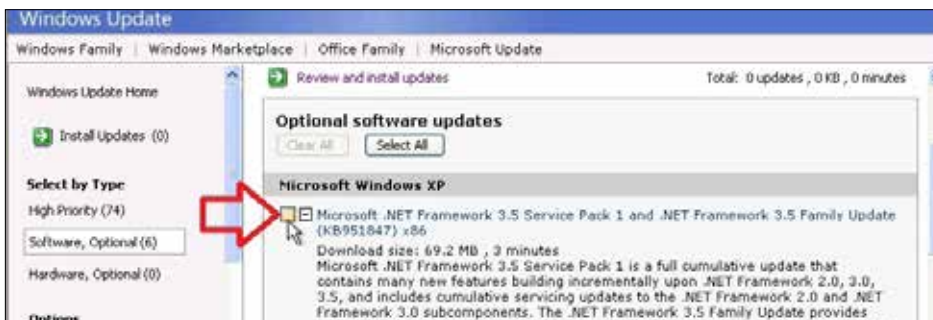 Windows Update
Windows Family | Windows Marketplace | Office Family | Microsoft Update
Windows Update Home
Install Updates (0)
Select by Type
High Priority (74)
Software, Optional (6)
Hardware, Optional (0)
Options
Review and install updates
Total: 0 updates , 0 KB , 0 minutes
Optional software updates
Clear All
Select All
Microsoft Windows XP
Microsoft .NET Framework 3.5 Service Pack 1 and .NET Framework 3.5 Family Update
(KB951847) x86
Download size: 69.2 MB , 3 minutes
Microsoft .NET Framework 3.5 Service Pack 1 is a full cumulative update that
contains many new features building incrementally upon .NET Framework 2.0, 3.0,
3.5, and includes cumulative servicing updates to the .NET Framework 2.0 and .NET
Framework 3.0 subcomponents. The .NET Framework 3.5 Family Update provides